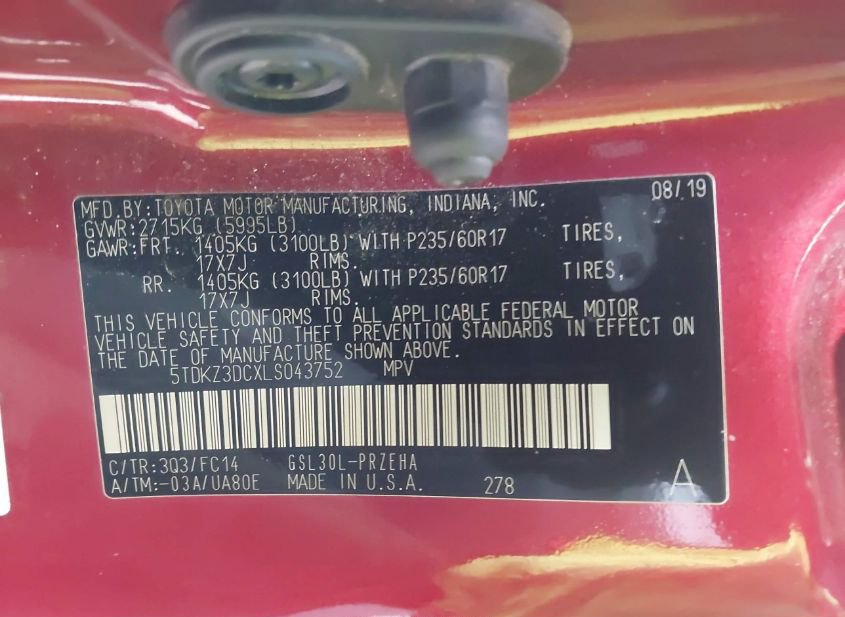 MFD.BY:TOYOTA MOTOR MANUFACTURING, INDIANA, INC. 08/19
GVWR:2715KG (5995LB)
GAWR:FRT. 1405KG (3100LB) WITH P235/60R17 TIRES,
17X7J RIMS.
RR. 1405KG (3100LB) WITH P235/60R17 TIRES,
17X7J RIMS.
THIS VEHICLE CONFORMS TO ALL APPLICABLE FEDERAL MOTOR
VEHICLE SAFETY AND THEFT PREVENTION STANDARDS IN EFFECT ON
THE DATE OF MANUFACTURE SHOWN ABOVE.
5TDKZ3DCXLS043752 MPV
C/TR:3Q3/FC14 GSL30L-PRZEHA
A/TM:-03A/UA80E MADE IN U.S.A. 278 A